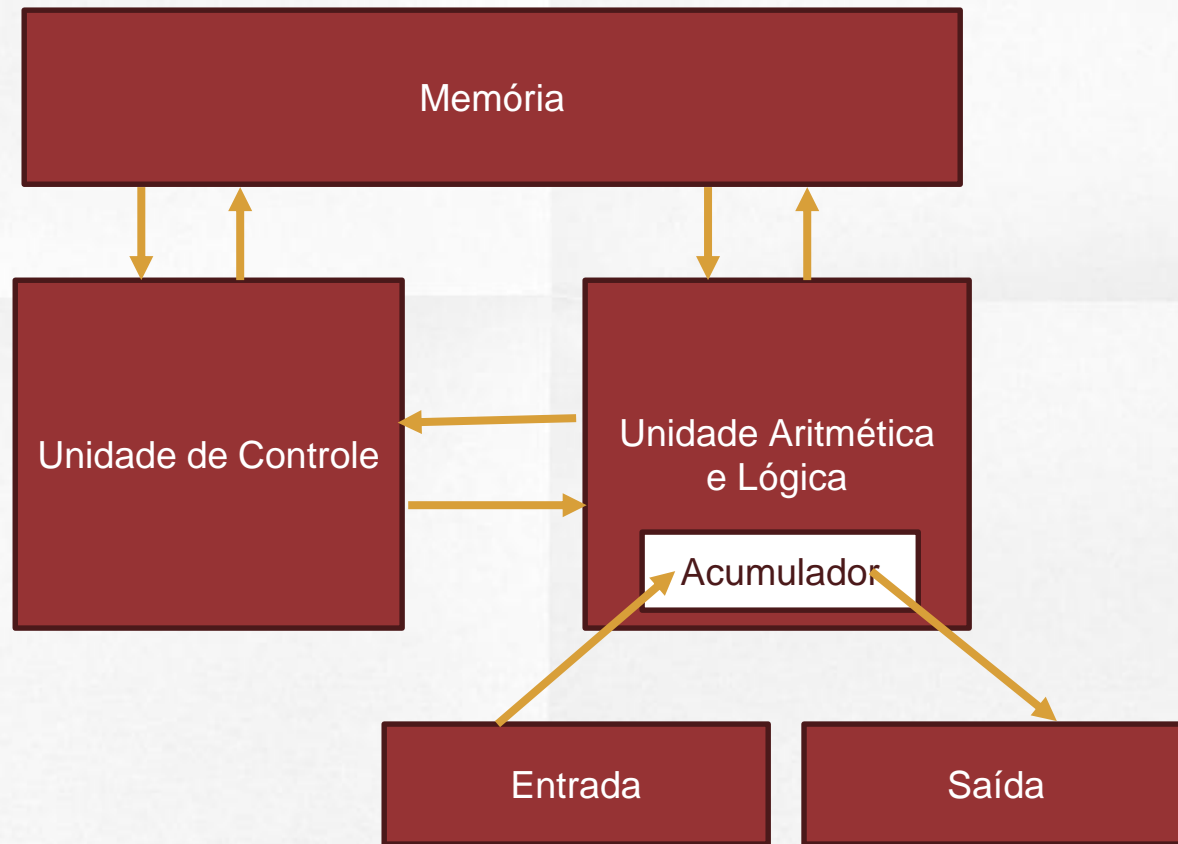 Memória
Unidade de Controle
Unidade Aritmética
e Lógica
Acumulador
Entrada
Saída